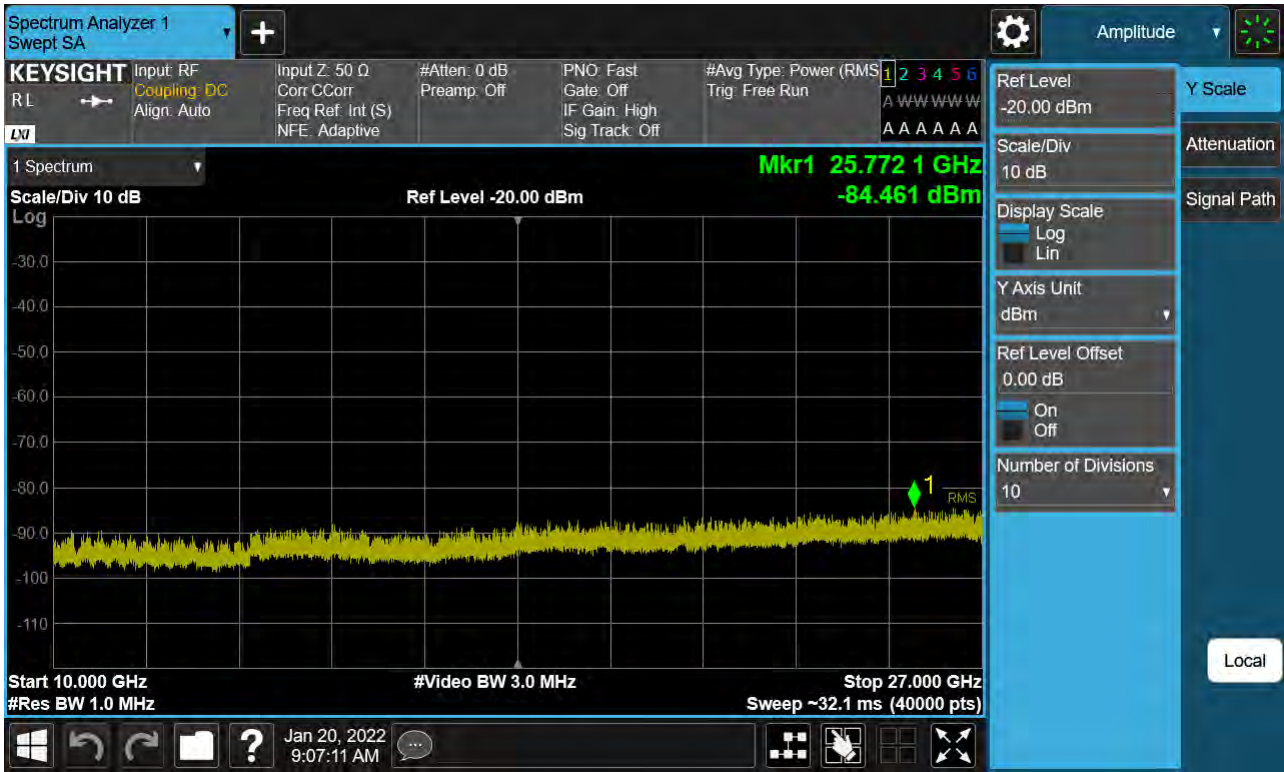 Spectrum Analyzer 1
Swept SA
+
Amplitude
KEYSIGHT
R L
LXI
Input: RF
Coupling: DC
Align: Auto
Input Z: 50 Ω
Corr CCorr
Freq Ref: Int (S)
NFE: Adaptive
#Atten: 0 dB
Preamp: Off
PNO: Fast
Gate: Off
IF Gain: High
Sig Track: Off
#Avg Type: Power (RMS
Trig: Free Run
1 2 3 4 5 6
A W W W W W
A A A A A A
1 Spectrum
Scale/Div 10 dB
Ref Level -20.00 dBm
Mkr1 25.772 1 GHz
-84.461 dBm
Log
-30.0
-40.0
-50.0
-60.0
-70.0
-80.0
-90.0
-100
-110
1
RMS
Start 10.000 GHz
#Video BW 3.0 MHz
Stop 27.000 GHz
#Res BW 1.0 MHz
Sweep ~32.1 ms (40000 pts)
Ref Level
-20.00 dBm
Scale/Div
10 dB
Display Scale
Log
Lin
Y Axis Unit
dBm
Ref Level Offset
0.00 dB
On
Off
Number of Divisions
10
Y Scale
Attenuation
Signal Path
Local
?
Jan 20, 2022
9:07:11 AM